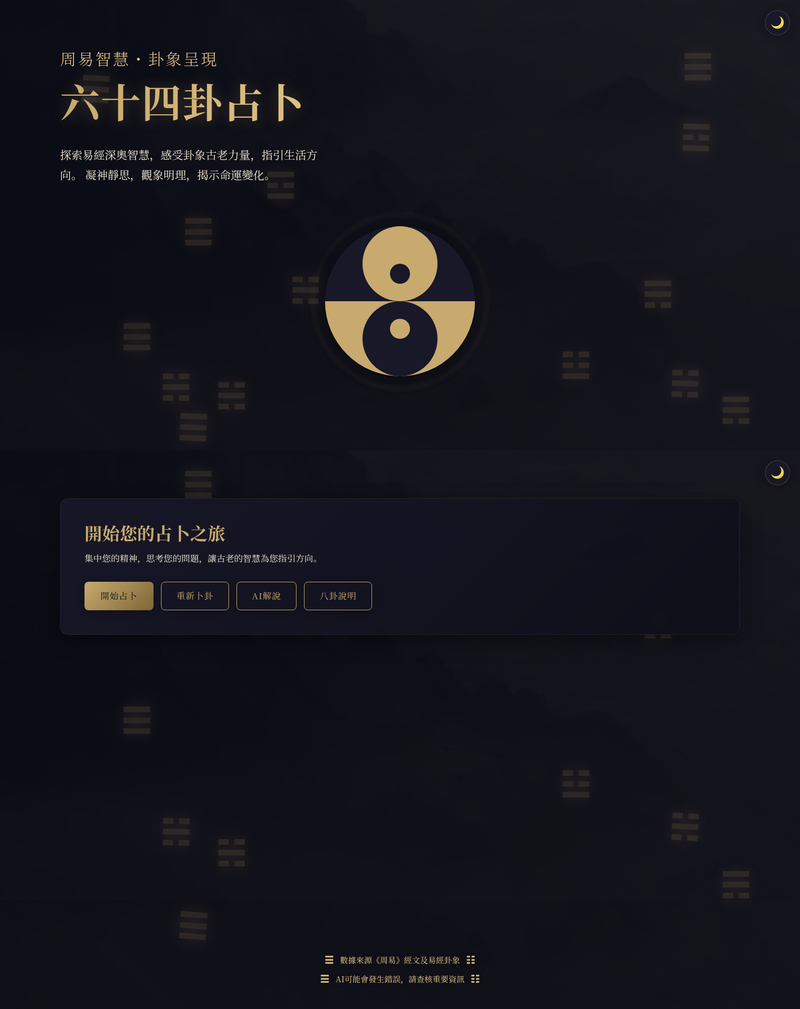 周易智慧・卦象呈現
六十四卦占卜
探索易經深奧智慧，感受卦象古老力量，指引生活方
向。 凝神靜思，觀象明理，揭示命運變化。
開始您的占卜之旅
集中您的精神，思考您的問題，讓古老的智慧為您指引方向。
開始占卜 重新卜卦 AI解說 八卦說明
☰ 數據來源《周易》經文及易經卦象 ☷
☰ AI可能會發生錯誤，請查核重要資訊 ☷